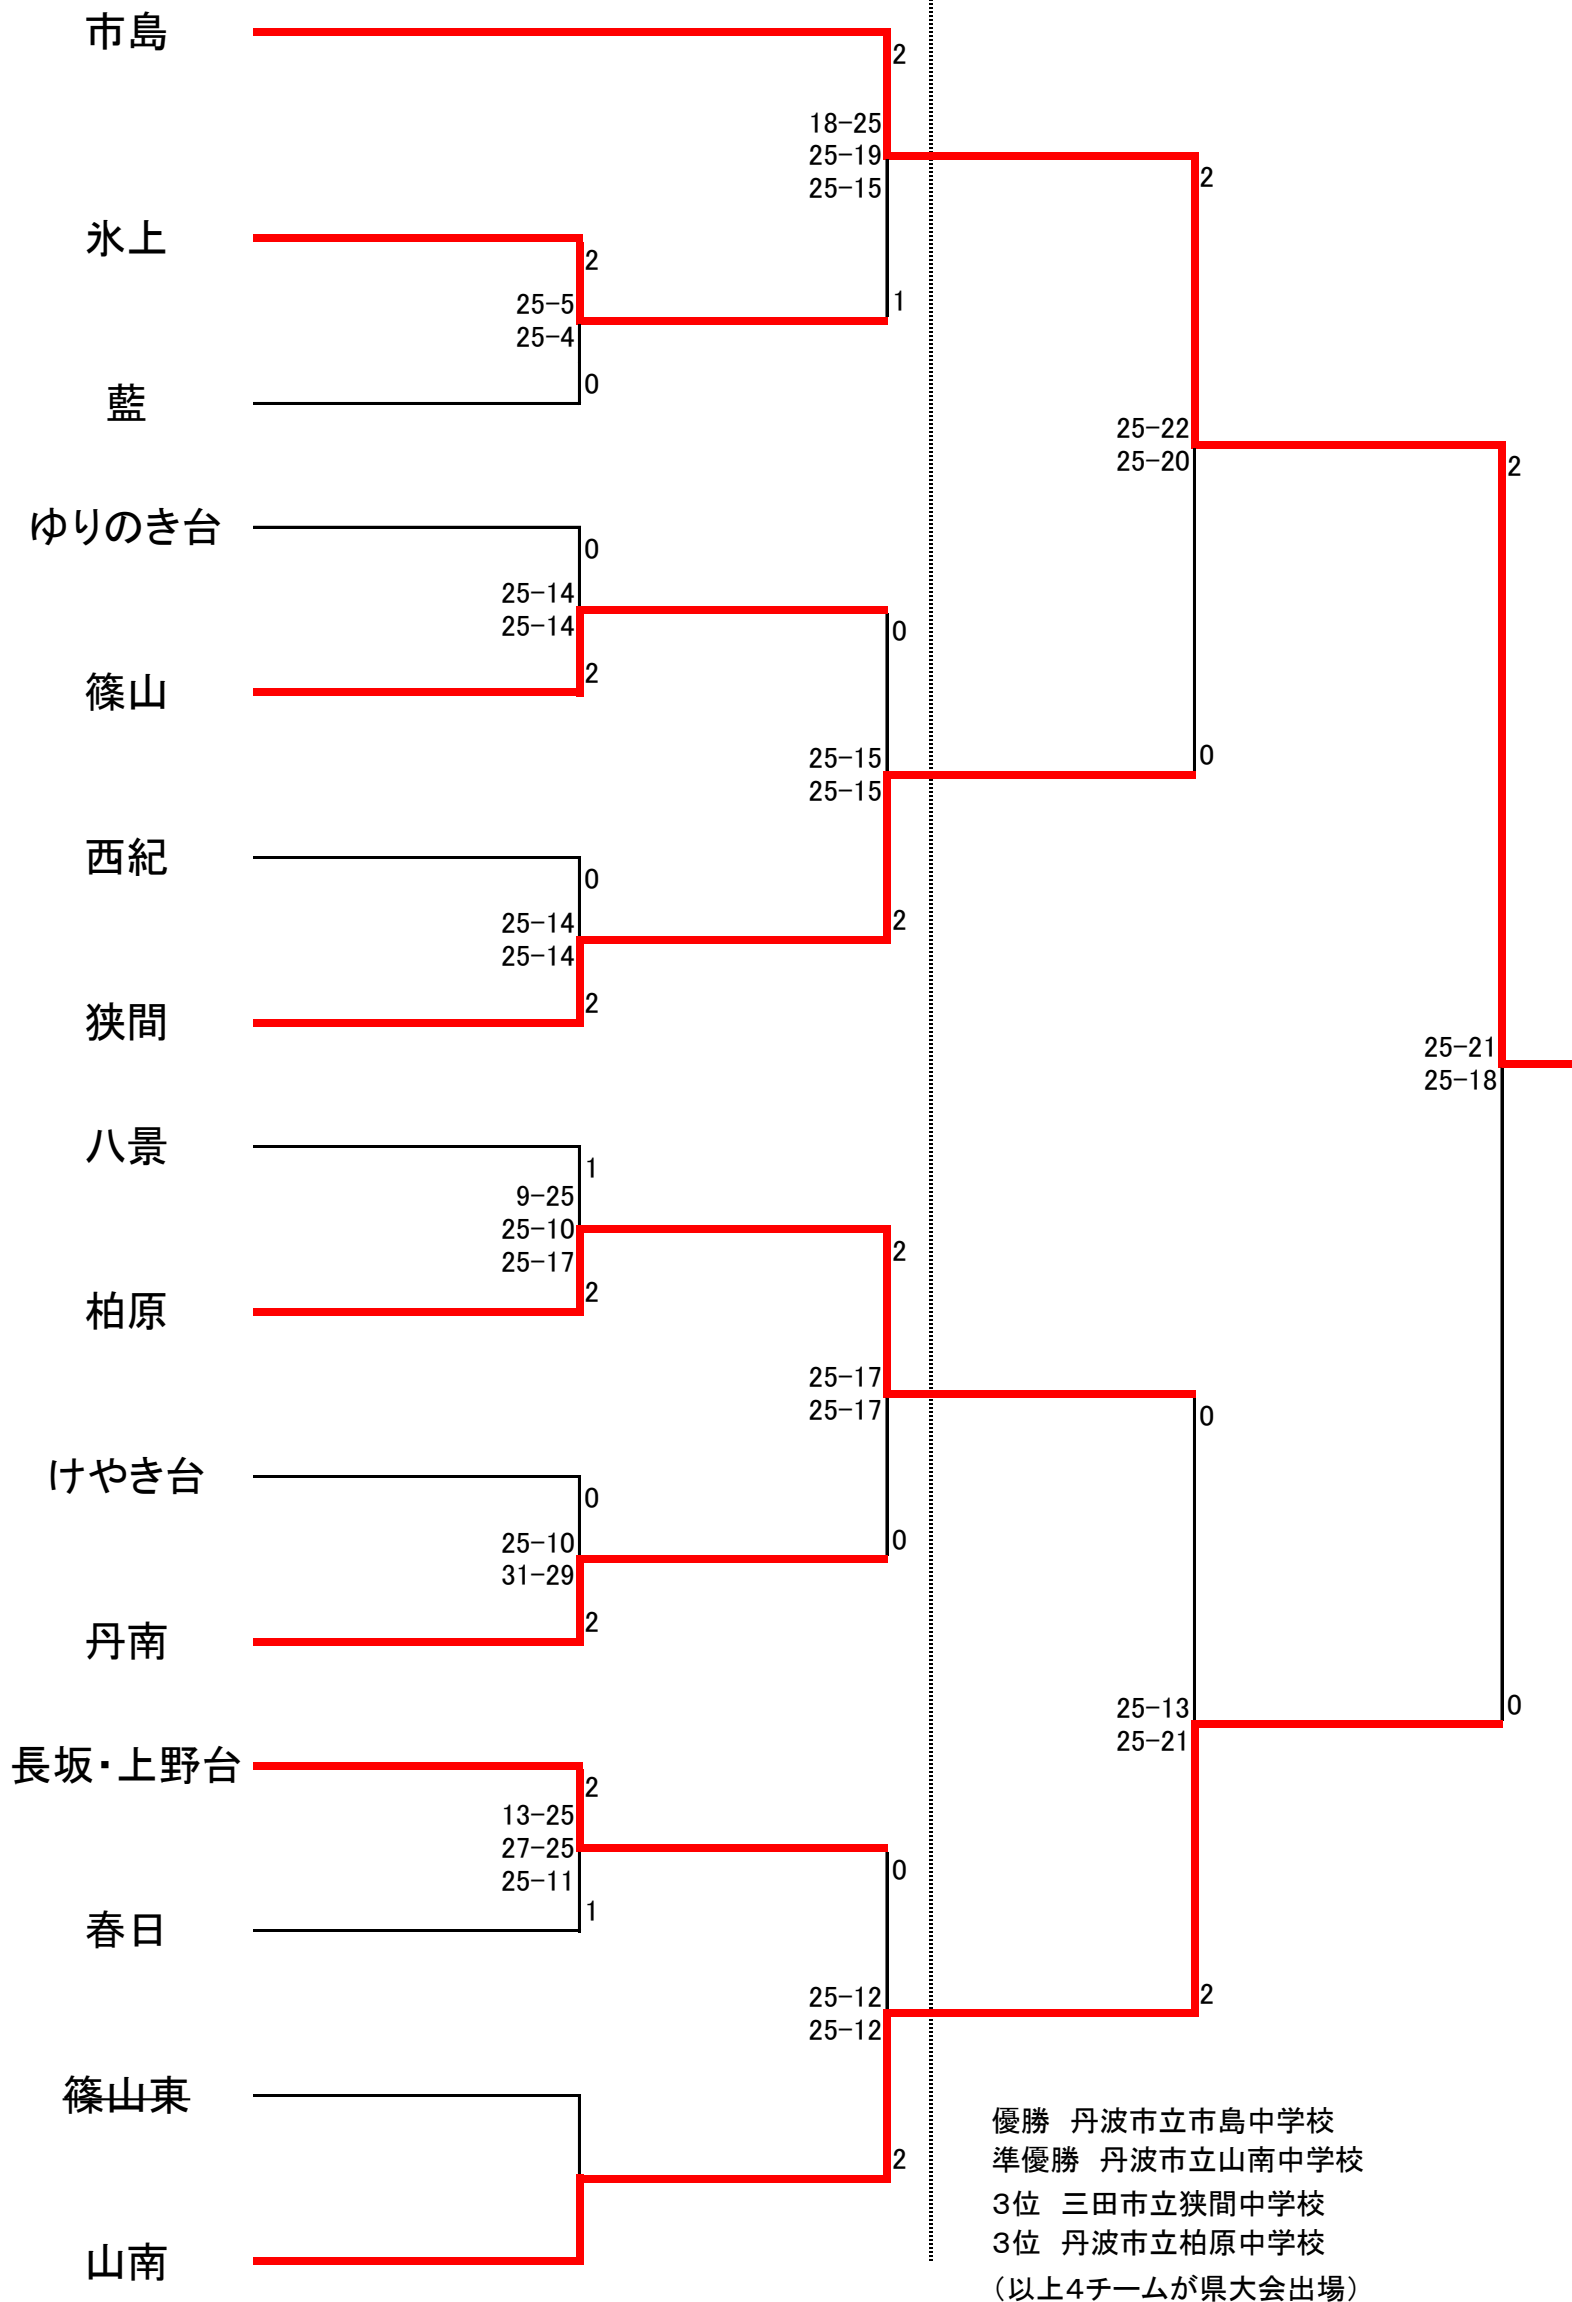 市島
2
18-25
25-19
25-15
2
氷上
2
25-5
25-4
1
0
藍
25-22
25-20
2
ゆりのき台
0
25-14
25-14
0
2
篠山
25-15
25-15
0
西紀
0
25-14
25-14
2
2
狭間
25-21
25-18
八景
1
9-25
25-10
25-17
2
2
柏原
25-17
25-17
0
けやき台
0
25-10
31-29
0
2
丹南
25-13
25-21
0
長坂・上野台
2
13-25
27-25
25-11
0
1
春日
25-12
25-12
2
篠山東
2
山南
優勝　丹波市立市島中学校
準優勝　丹波市立山南中学校
3位　三田市立狭間中学校
3位　丹波市立柏原中学校
（以上4チームが県大会出場）